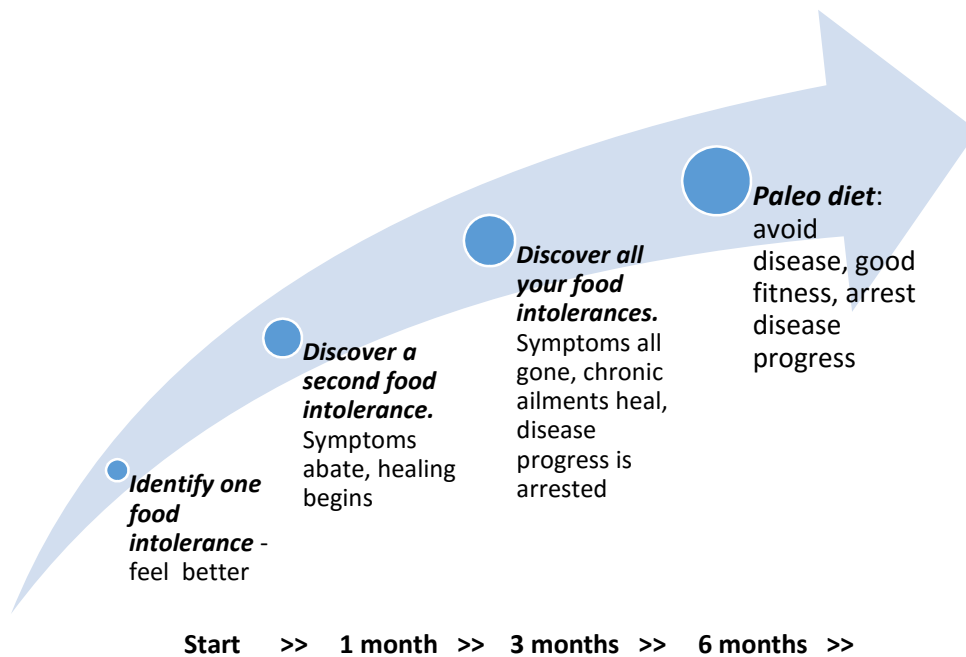 Identify one
food
intolerance -
feel  better
Discover a
second food
intolerance.
Symptoms
abate, healing
begins
Discover all
your food
intolerances.
Symptoms all
gone, chronic
ailments heal,
disease
progress is
arrested
Paleo diet:
avoid
disease, good
fitness, arrest
disease
progress
Start >> 1 month >> 3 months >> 6 months >>